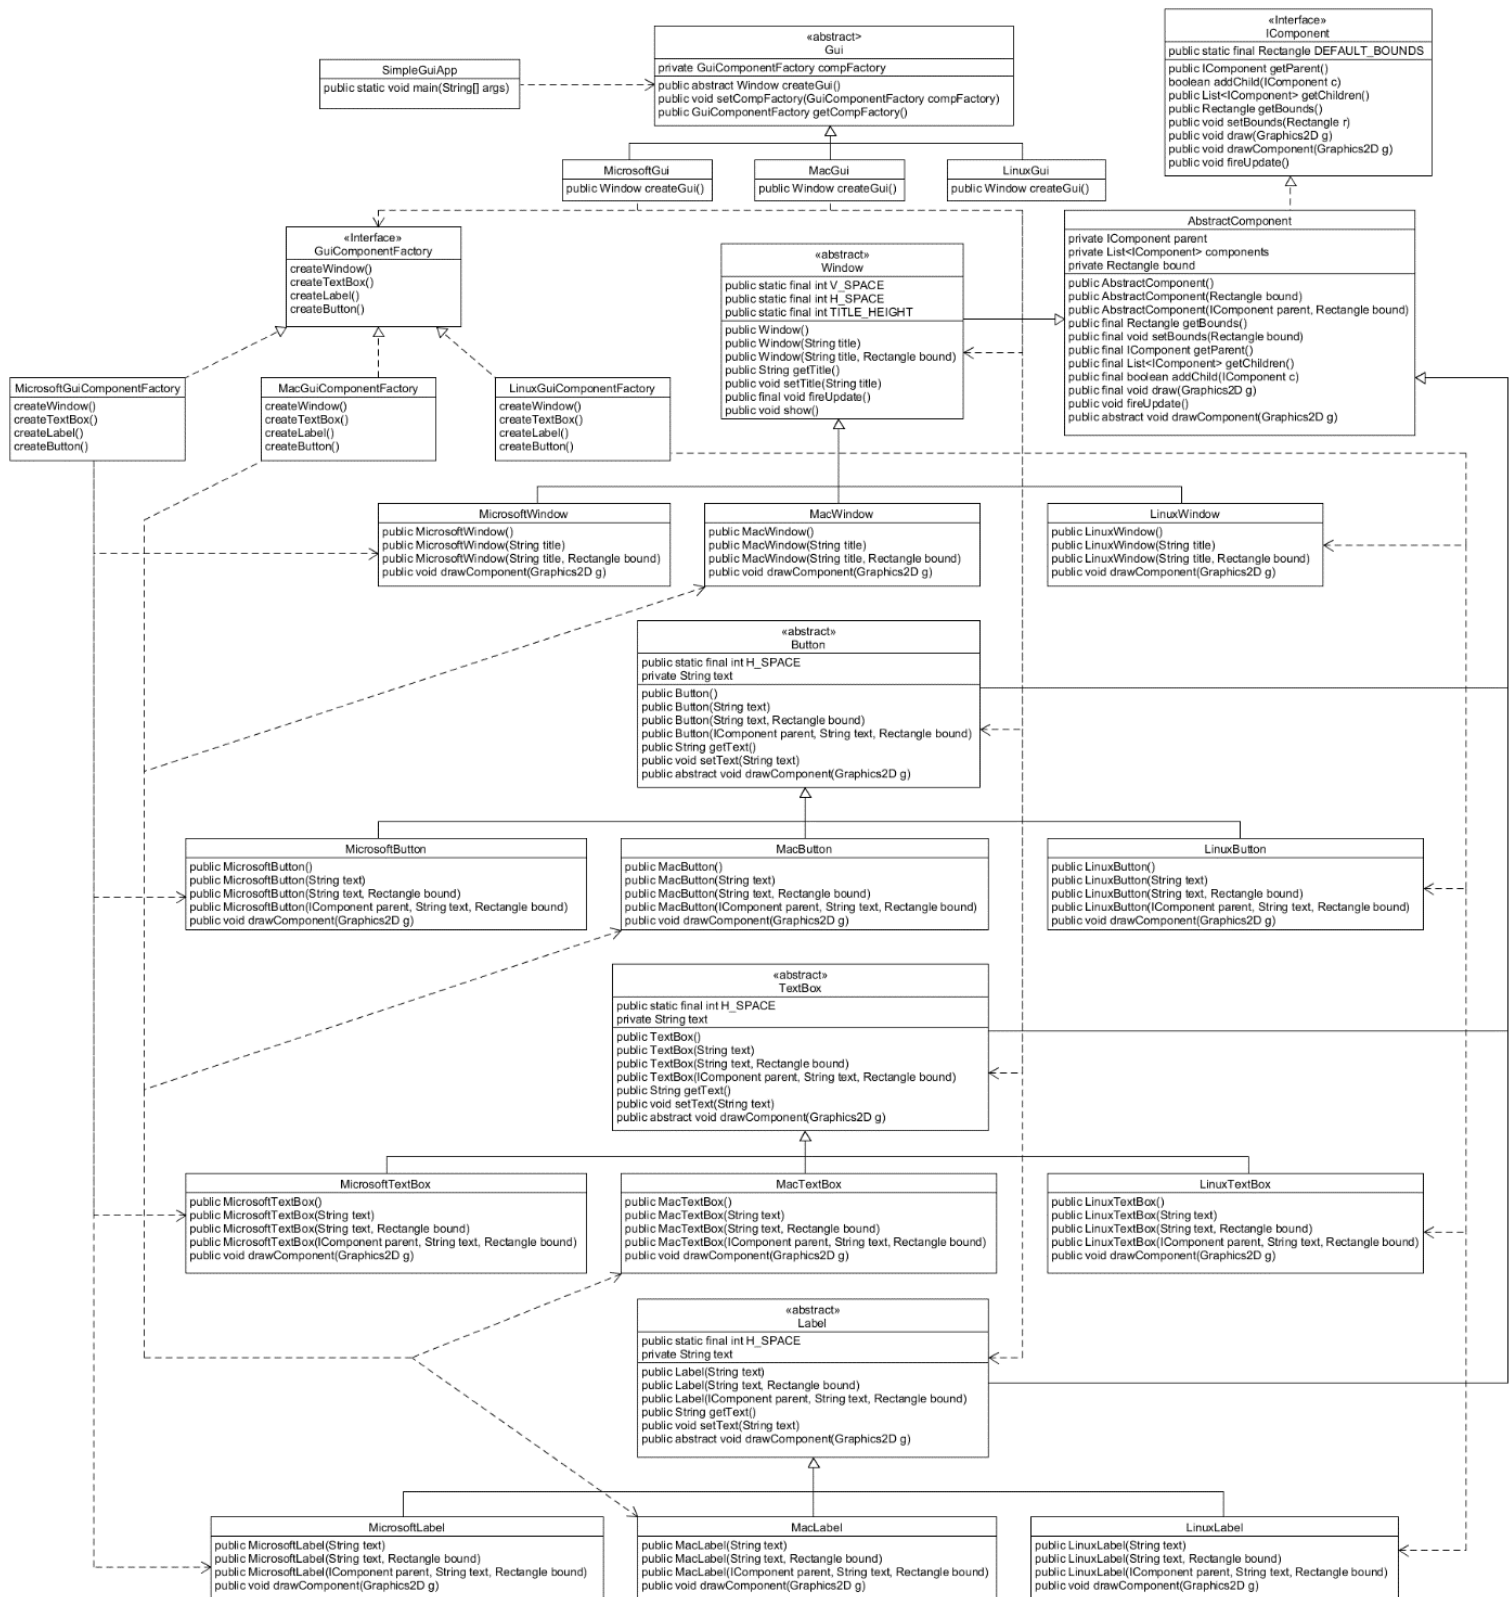 «Interface»
IComponent
public static final Rectangle DEFAULT_BOUNDS
public IComponent getParent()
boolean addChild(IComponent c)
public List<IComponent> getChildren()
public Rectangle getBounds()
public void setBounds(Rectangle r)
public void draw(Graphics2D g)
public void drawComponent(Graphics2D g)
public void fireUpdate()
«abstract>
Gui
private GuiComponentFactory compFactory
public abstract Window createGui()
public void setCompFactory(GuiComponentFactory compFactory)
public GuiComponentFactory getCompFactory()
SimpleGuiApp
public static void main(String[] args)
MicrosoftGui
public Window createGui()
MacGui
public Window createGui()
LinuxGui
public Window createGui()
«Interface»
GuiComponentFactory
createWindow()
createTextBox()
createLabel()
createButton()
«abstract»
Window
public static final int V_SPACE
public static final int H_SPACE
public static final int TITLE_HEIGHT
public Window()
public Window(String title)
public Window(String title, Rectangle bound)
public String getTitle()
public void setTitle(String title)
public final void fireUpdate()
public void show()
AbstractComponent
private IComponent parent
private List<IComponent> components
private Rectangle bound
public AbstractComponent()
public AbstractComponent(Rectangle bound)
public AbstractComponent(IComponent parent, Rectangle bound)
public final Rectangle getBounds()
public final void setBounds(Rectangle bound)
public final IComponent getParent()
public final List<IComponent> getChildren()
public final boolean addChild(IComponent c)
public final void draw(Graphics2D g)
public void fireUpdate()
public abstract void drawComponent(Graphics2D g)
MicrosoftGuiComponentFactory
createWindow()
createTextBox()
createLabel()
createButton()
MacGuiComponentFactory
createWindow()
createTextBox()
createLabel()
createButton()
LinuxGuiComponentFactory
createWindow()
createTextBox()
createLabel()
createButton()
MicrosoftWindow
public MicrosoftWindow()
public MicrosoftWindow(String title)
public MicrosoftWindow(String title, Rectangle bound)
public void drawComponent(Graphics2D g)
MacWindow
public MacWindow()
public MacWindow(String title)
public MacWindow(String title, Rectangle bound)
public void drawComponent(Graphics2D g)
LinuxWindow
public LinuxWindow()
public LinuxWindow(String title)
public LinuxWindow(String title, Rectangle bound)
public void drawComponent(Graphics2D g)
«abstract»
Button
public static final int H_SPACE
private String text
public Button()
public Button(String text)
public Button(String text, Rectangle bound)
public Button(IComponent parent, String text, Rectangle bound)
public String getText()
public void setText(String text)
public abstract void drawComponent(Graphics2D g)
MicrosoftButton
public MicrosoftButton()
public MicrosoftButton(String text)
public MicrosoftButton(String text, Rectangle bound)
public MicrosoftButton(IComponent parent, String text, Rectangle bound)
public void drawComponent(Graphics2D g)
MacButton
public MacButton()
public MacButton(String text)
public MacButton(String text, Rectangle bound)
public MacButton(IComponent parent, String text, Rectangle bound)
public void drawComponent(Graphics2D g)
LinuxButton
public LinuxButton()
public LinuxButton(String text)
public LinuxButton(String text, Rectangle bound)
public LinuxButton(IComponent parent, String text, Rectangle bound)
public void drawComponent(Graphics2D g)
«abstract»
TextBox
public static final int H_SPACE
private String text
public TextBox()
public TextBox(String text)
public TextBox(String text, Rectangle bound)
public TextBox(IComponent parent, String text, Rectangle bound)
public String getText()
public void setText(String text)
public abstract void drawComponent(Graphics2D g)
MicrosoftTextBox
public MicrosoftTextBox()
public MicrosoftTextBox(String text)
public MicrosoftTextBox(String text, Rectangle bound)
public MicrosoftTextBox(IComponent parent, String text, Rectangle bound)
public void drawComponent(Graphics2D g)
MacTextBox
public MacTextBox()
public MacTextBox(String text)
public MacTextBox(String text, Rectangle bound)
public MacTextBox(IComponent parent, String text, Rectangle bound)
public void drawComponent(Graphics2D g)
LinuxTextBox
public LinuxTextBox()
public LinuxTextBox(String text)
public LinuxTextBox(String text, Rectangle bound)
public LinuxTextBox(IComponent parent, String text, Rectangle bound)
public void drawComponent(Graphics2D g)
«abstract»
Label
public static final int H_SPACE
private String text
public Label(String text)
public Label(String text, Rectangle bound)
public Label(IComponent parent, String text, Rectangle bound)
public String getText()
public void setText(String text)
public abstract void drawComponent(Graphics2D g)
MicrosoftLabel
public MicrosoftLabel(String text)
public MicrosoftLabel(String text, Rectangle bound)
public MicrosoftLabel(IComponent parent, String text, Rectangle bound)
public void drawComponent(Graphics2D g)
MacLabel
public MacLabel(String text)
public MacLabel(String text, Rectangle bound)
public MacLabel(IComponent parent, String text, Rectangle bound)
public void drawComponent(Graphics2D g)
LinuxLabel
public LinuxLabel(String text)
public LinuxLabel(String text, Rectangle bound)
public LinuxLabel(IComponent parent, String text, Rectangle bound)
public void drawComponent(Graphics2D g)